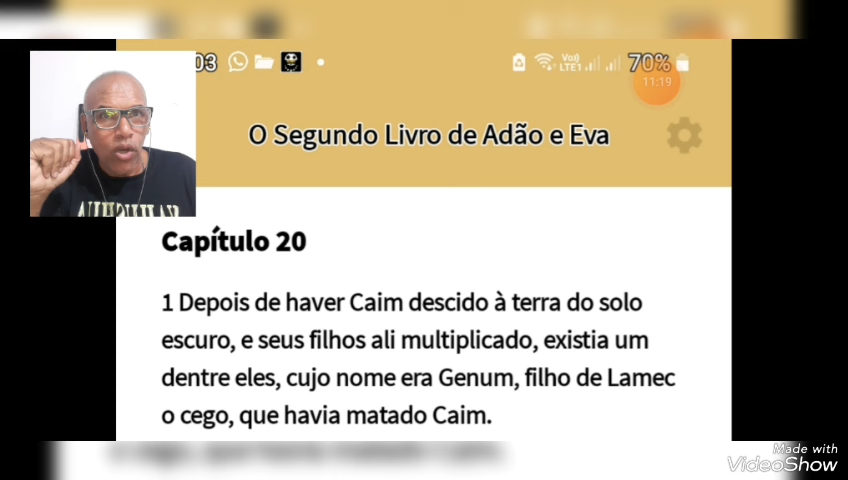 03
70%
Vo))
LTE1
11:19
O Segundo Livro de Adão e Eva
Capítulo 20
1 Depois de haver Caim descido à terra do solo
escuro, e seus filhos ali multiplicado, existia um
dentre eles, cujo nome era Genum, filho de Lamec
o cego, que havia matado Caim.
Made with
VideoShow